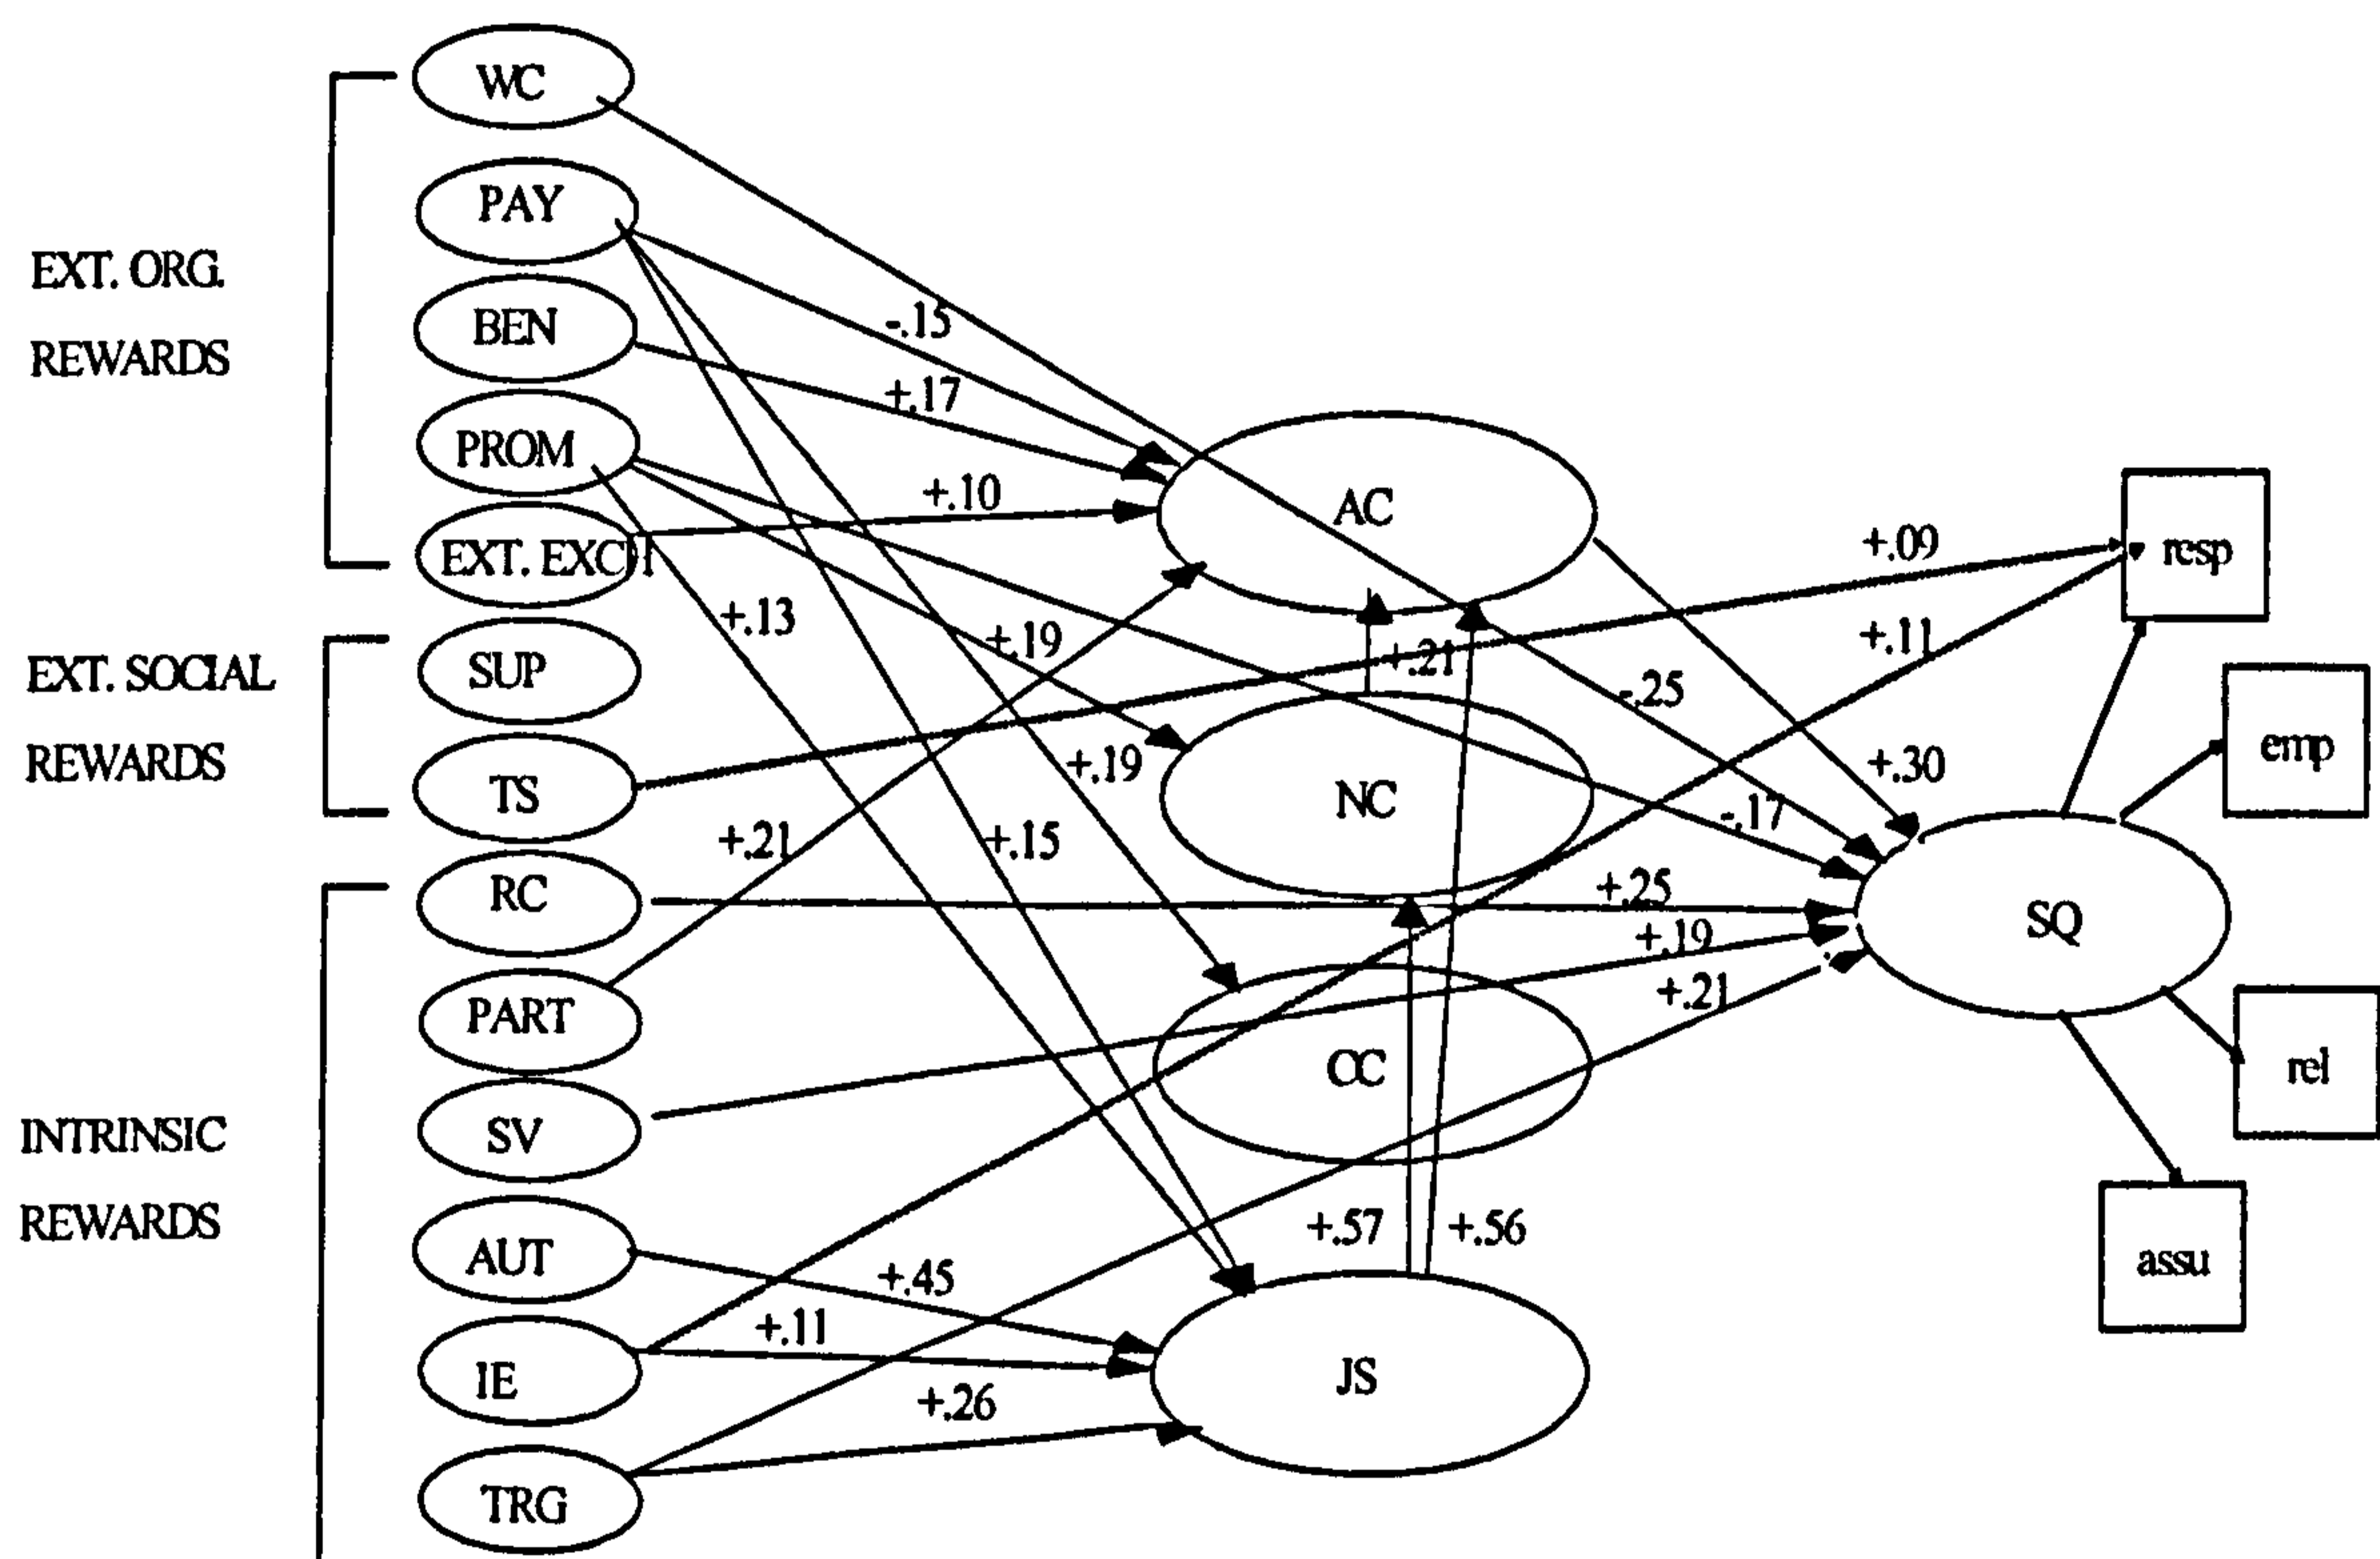 WC
PAY
EXT. ORG.
BEN
-.15
REWARDS
+.17
PROM
+.10
AC
EXT. EXCH
+.09
resp
+.13
+.19
+.21
+.11
EXT. SOCIAL
SUP
-.25
emp
REWARDS
TS
+.19
NC
+.30
+.21
+.15
-.17
RC
+.25
SQ
+.19
PART
+.21
CC
rel
INTRINSIC
SV
REWARDS
+.57
+.56
AUT
+.45
assu
+.11
IE
JS
+.26
TRG